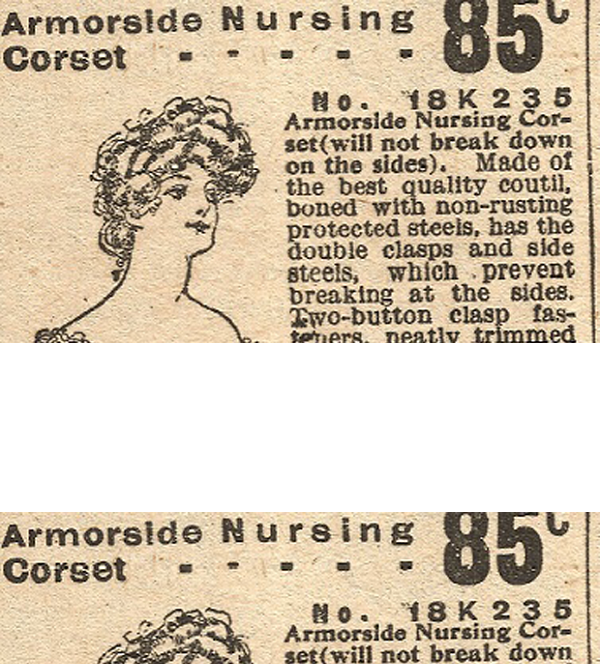 Armorside Nursing
Corset - - - - - 85c
No. 18K235
Armorside Nursing Cor-
set(will not break down
on the sides). Made of
the best quality coutil,
boned with non-rusting
protected steels, has the
double clasps and side
steels, which prevent
breaking at the sides.
Two-button clasp fas-
teners, neatly trimmed
Armorside Nursing
Corset - - - - - 85c
No. 18K235
Armorside Nursing Cor-
set(will not break down